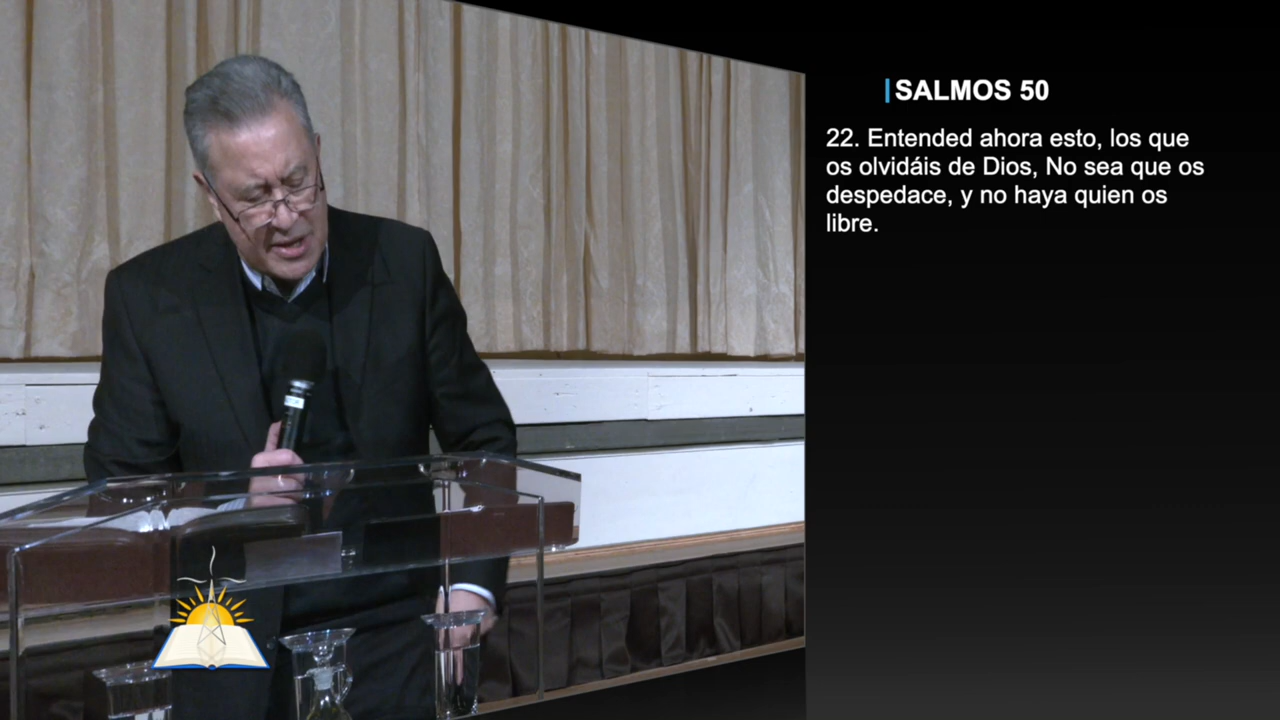 SALMOS 50
22. Entended ahora esto, los que
os olvidáis de Dios, No sea que os
despedace, y no haya quien os
libre.